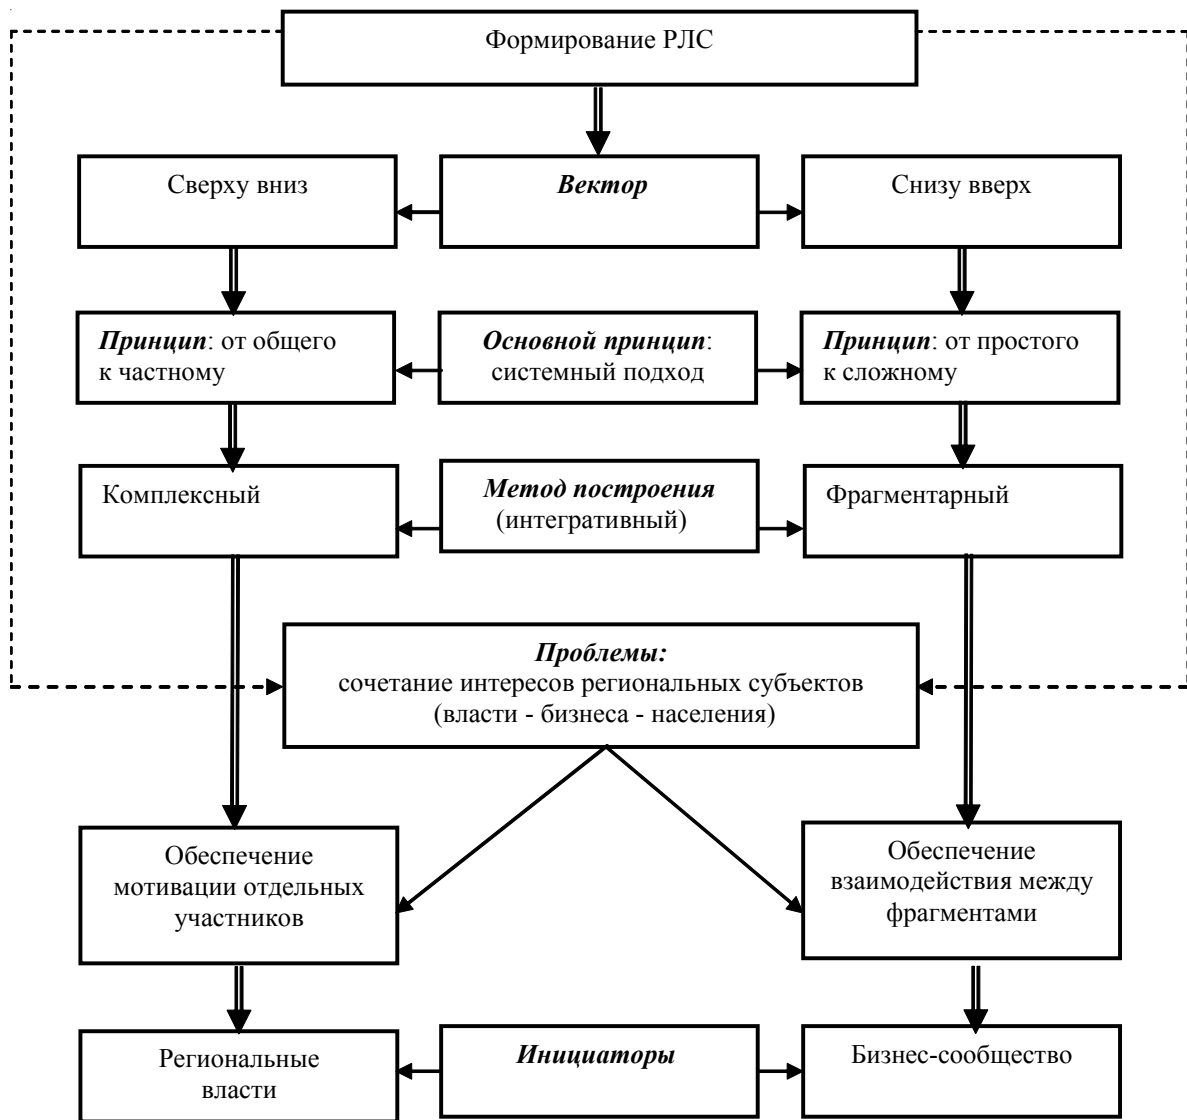 Формирование РЛС
Сверху вниз
Вектор
Снизу вверх
Принцип: от общего
к частному
Основной принцип:
системный подход
Принцип: от простого
к сложному
Комплексный
Метод построения
(интегративный)
Фрагментарный
Проблемы:
сочетание интересов региональных субъектов
(власти - бизнеса - населения)
Обеспечение
мотивации отдельных
участников
Обеспечение
взаимодействия между
фрагментами
Региональные
власти
Инициаторы
Бизнес-сообщество